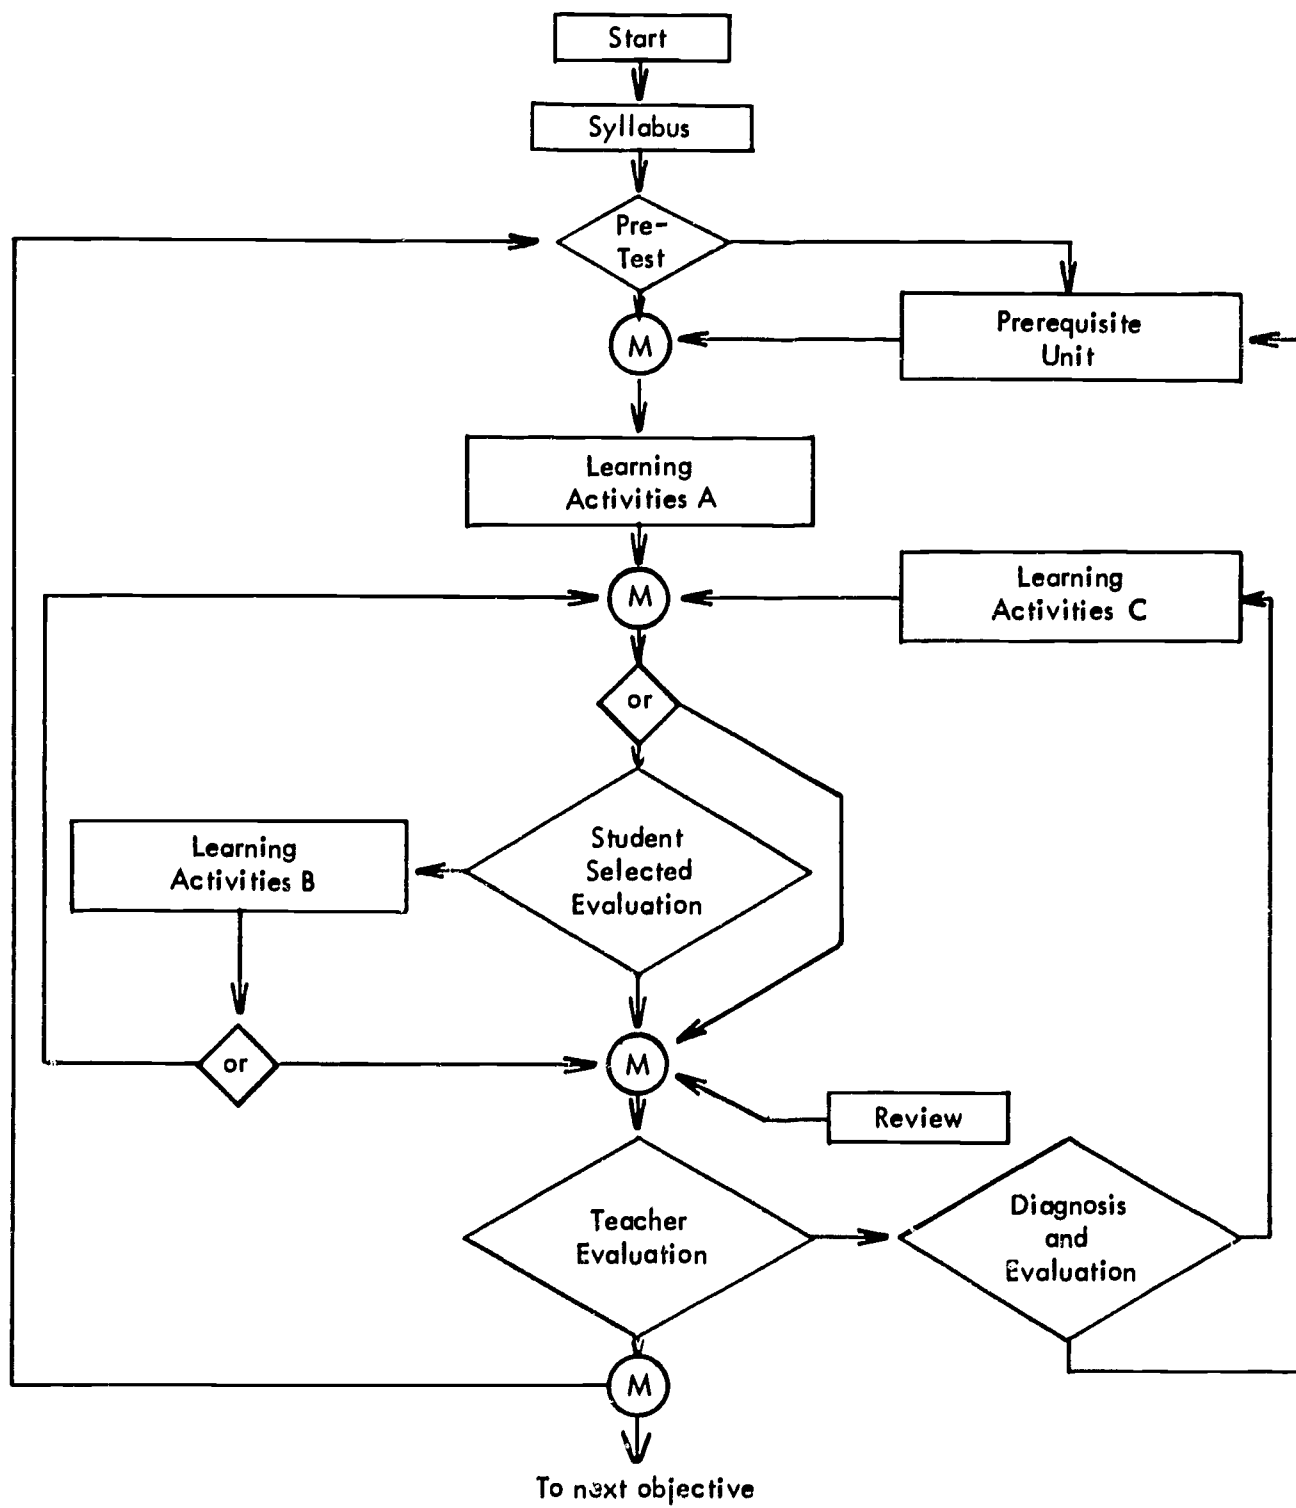 Start
Syllabus
Pre-
Test
M
Prerequisite
Unit
Learning
Activities A
M
Learning
Activities C
or
Student
Selected
Evaluation
Learning
Activities B
or
M
Review
Teacher
Evaluation
Diagnosis
and
Evaluation
M
To next objective